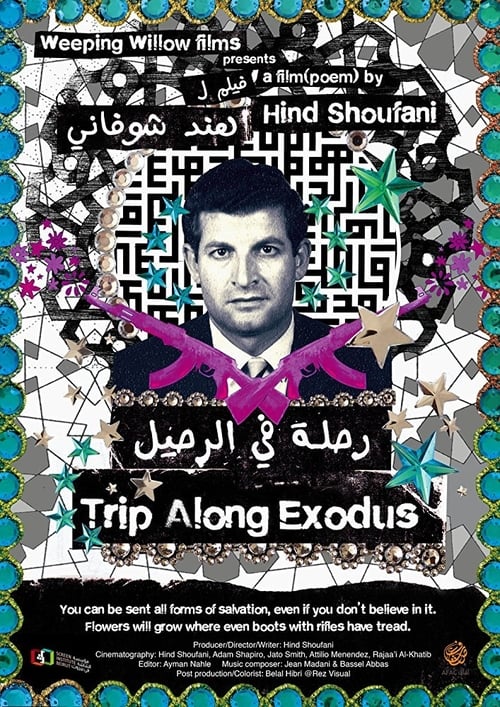 Weeping Willow films
presents
فيلم ل a film(poem) by
هند شوفاني Hind Shoufani
رحلة في الرحيل
Trip Along Exodus
You can be sent all forms of salvation, even if you don't believe in it.
Flowers will grow where even boots with rifles have tread.
Producer/Director/Writer: Hind Shoufani
Cinematography: Hind Shoufani, Adam Shapiro, Jato Smith, Attilio Menendez, Rajaa'i Al-Khatib
Editor: Ayman Nahle Music composer: Jean Madani & Bassel Abbas
Post production/Colorist: Belal Hibri @Rez Visual
SCREEN
INSTITUTE
BEIRUT
AFAC